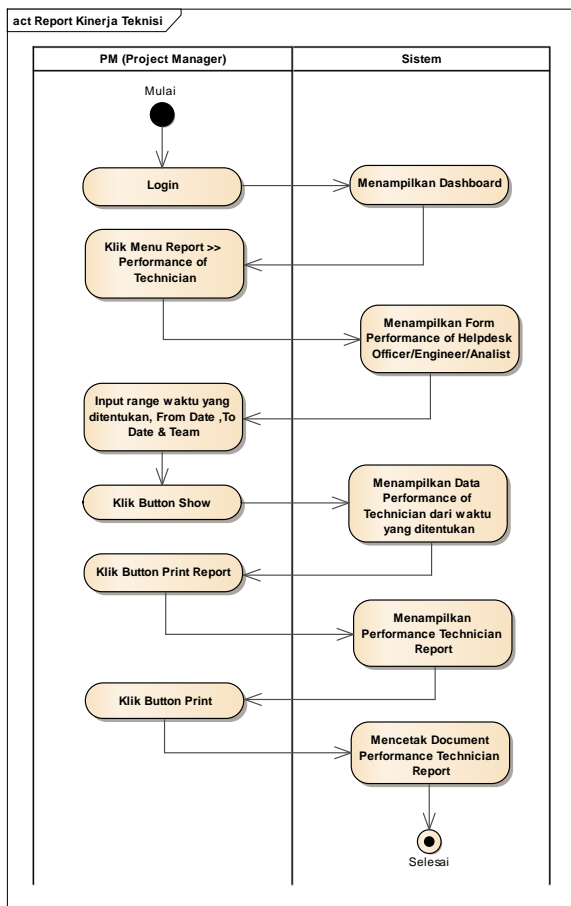 act Report Kinerja Teknisi
PM (Project Manager)
Sistem
Mulai
Login
Menampilkan Dashboard
Klik Menu Report >>
Performance of
Technician
Menampilkan Form
Performance of Helpdesk
Officer/Engineer/Analist
Input range waktu yang
ditentukan, From Date ,To
Date & Team
Klik Button Show
Menampilkan Data
Performance of
Technician dari waktu
yang ditentukan
Klik Button Print Report
Menampilkan
Performance Technician
Report
Klik Button Print
Mencetak Document
Performance Technician
Report
Selesai